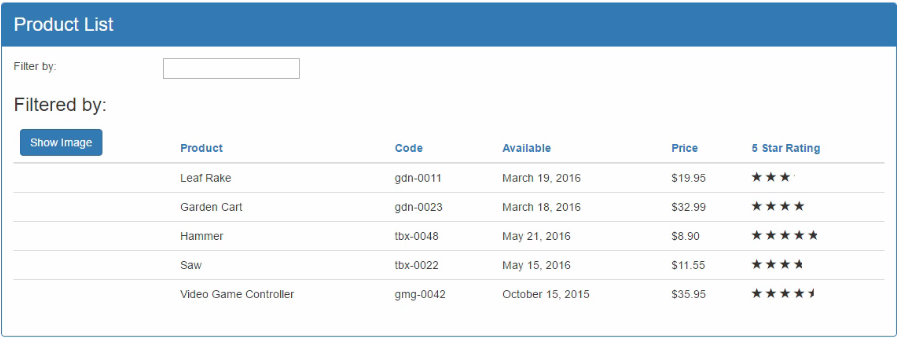 Product List
Filter by:
Filtered by:
Show Image Product Code Available Price 5 Star Rating
Leaf Rake gdn-0011 March 19, 2016 $19.95
Garden Cart gdn-0023 March 18, 2016 $32.99
Hammer tbx-0048 May 21, 2016 $8.90
Saw tbx-0022 May 15, 2016 $11.55
Video Game Controller gmg-0042 October 15, 2015 $35.95